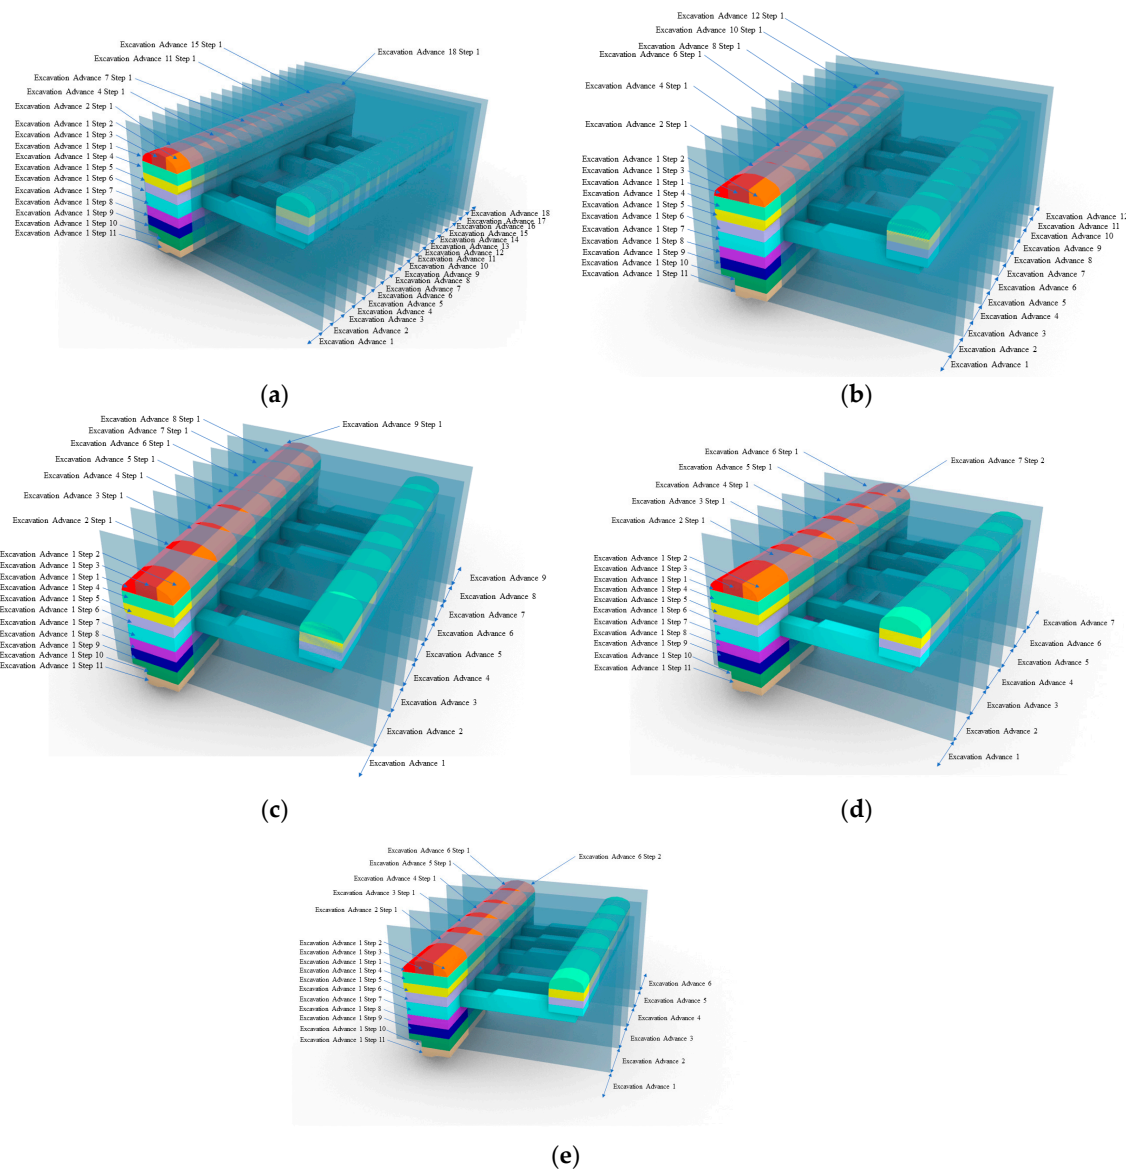 Excavation Advance 15 Step 1
Excavation Advance 11 Step 1
Excavation Advance 18 Step 1
Excavation Advance 7 Step 1
Excavation Advance 4 Step 1
Excavation Advance 2 Step 1
Excavation Advance 1 Step 2
Excavation Advance 1 Step 3
Excavation Advance 1 Step 1
Excavation Advance 1 Step 4
Excavation Advance 1 Step 5
Excavation Advance 1 Step 6
Excavation Advance 1 Step 7
Excavation Advance 1 Step 8
Excavation Advance 1 Step 9
Excavation Advance 1 Step 10
Excavation Advance 1 Step 11
Excavation Advance 18
Excavation Advance 17
Excavation Advance 16
Excavation Advance 15
Excavation Advance 14
Excavation Advance 13
Excavation Advance 12
Excavation Advance 11
Excavation Advance 10
Excavation Advance 9
Excavation Advance 8
Excavation Advance 7
Excavation Advance 6
Excavation Advance 5
Excavation Advance 4
Excavation Advance 3
Excavation Advance 2
Excavation Advance 1
(a)
Excavation Advance 12 Step 1
Excavation Advance 10 Step 1
Excavation Advance 8 Step 1
Excavation Advance 6 Step 1
Excavation Advance 4 Step 1
Excavation Advance 2 Step 1
Excavation Advance 1 Step 2
Excavation Advance 1 Step 3
Excavation Advance 1 Step 1
Excavation Advance 1 Step 4
Excavation Advance 1 Step 5
Excavation Advance 1 Step 6
Excavation Advance 1 Step 7
Excavation Advance 1 Step 8
Excavation Advance 1 Step 9
Excavation Advance 1 Step 10
Excavation Advance 1 Step 11
Excavation Advance 12
Excavation Advance 11
Excavation Advance 10
Excavation Advance 9
Excavation Advance 8
Excavation Advance 7
Excavation Advance 6
Excavation Advance 5
Excavation Advance 4
Excavation Advance 3
Excavation Advance 2
Excavation Advance 1
(b)
Excavation Advance 8 Step 1
Excavation Advance 7 Step 1
Excavation Advance 9 Step 1
Excavation Advance 6 Step 1
Excavation Advance 5 Step 1
Excavation Advance 4 Step 1
Excavation Advance 3 Step 1
Excavation Advance 2 Step 1
Excavation Advance 1 Step 2
Excavation Advance 1 Step 3
Excavation Advance 1 Step 1
Excavation Advance 1 Step 4
Excavation Advance 1 Step 5
Excavation Advance 1 Step 6
Excavation Advance 1 Step 7
Excavation Advance 1 Step 8
Excavation Advance 1 Step 9
Excavation Advance 1 Step 10
Excavation Advance 1 Step 11
Excavation Advance 9
Excavation Advance 8
Excavation Advance 7
Excavation Advance 6
Excavation Advance 5
Excavation Advance 4
Excavation Advance 3
Excavation Advance 2
Excavation Advance 1
(c)
Excavation Advance 6 Step 1
Excavation Advance 7 Step 2
Excavation Advance 5 Step 1
Excavation Advance 4 Step 1
Excavation Advance 3 Step 1
Excavation Advance 2 Step 1
Excavation Advance 1 Step 2
Excavation Advance 1 Step 3
Excavation Advance 1 Step 1
Excavation Advance 1 Step 4
Excavation Advance 1 Step 5
Excavation Advance 1 Step 6
Excavation Advance 1 Step 7
Excavation Advance 1 Step 8
Excavation Advance 1 Step 9
Excavation Advance 1 Step 10
Excavation Advance 1 Step 11
Excavation Advance 7
Excavation Advance 6
Excavation Advance 5
Excavation Advance 4
Excavation Advance 3
Excavation Advance 2
Excavation Advance 1
(d)
Excavation Advance 6 Step 1
Excavation Advance 6 Step 2
Excavation Advance 5 Step 1
Excavation Advance 4 Step 1
Excavation Advance 3 Step 1
Excavation Advance 2 Step 1
Excavation Advance 1 Step 2
Excavation Advance 1 Step 3
Excavation Advance 1 Step 1
Excavation Advance 1 Step 4
Excavation Advance 1 Step 5
Excavation Advance 1 Step 6
Excavation Advance 1 Step 7
Excavation Advance 1 Step 8
Excavation Advance 1 Step 9
Excavation Advance 1 Step 10
Excavation Advance 1 Step 11
Excavation Advance 6
Excavation Advance 5
Excavation Advance 4
Excavation Advance 3
Excavation Advance 2
Excavation Advance 1
(e)